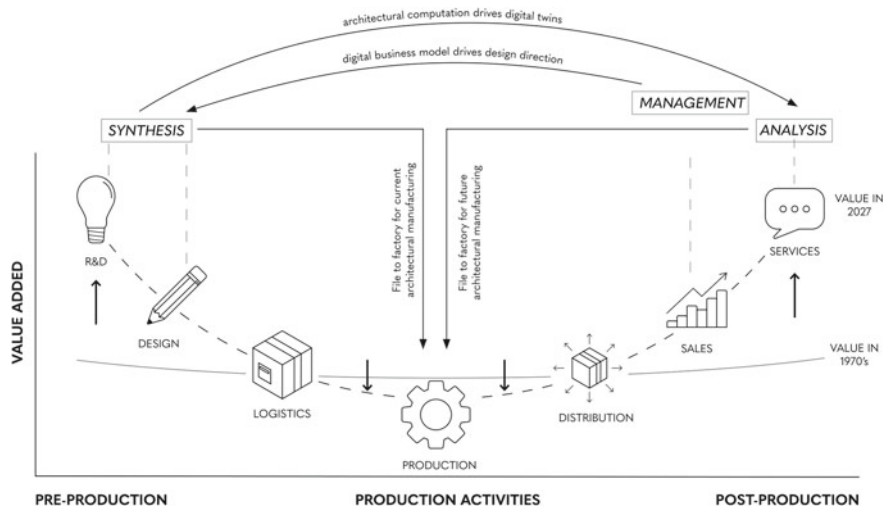 architectural computation drives digital twins
digital business model drives design direction
MANAGEMENT
SYNTHESIS
ANALYSIS
File to factory for current
architectural manufacturing
File to factory for future
architectural manufacturing
VALUE IN
2027
R&D
SERVICES
VALUE ADDED
DESIGN
SALES
VALUE IN
1970's
LOGISTICS
DISTRIBUTION
PRODUCTION
PRE-PRODUCTION
PRODUCTION ACTIVITIES
POST-PRODUCTION